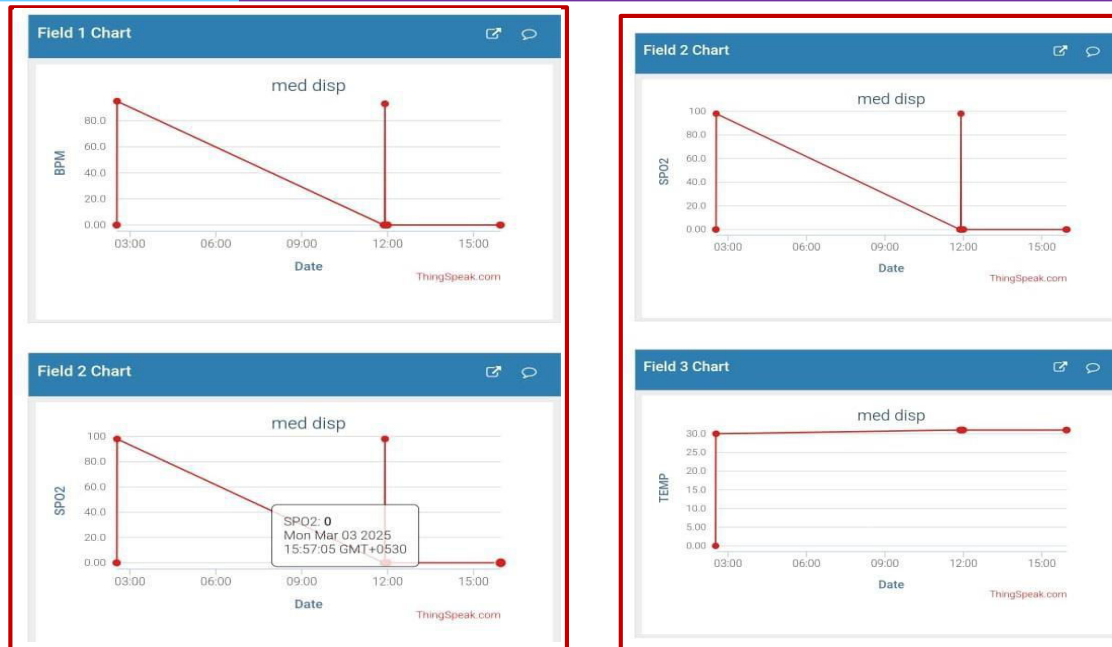 Field 1 Chart
med disp
BPM
80.0
60.0
40.0
20.0
0.00
03:00 06:00 09:00 12:00 15:00
Date
ThingSpeak.com
Field 2 Chart
med disp
SPO2
100
80.0
60.0
40.0
20.0
0.00
SPO2: 0
Mon Mar 03 2025
15:57:05 GMT+0530
03:00 06:00 09:00 12:00 15:00
Date
ThingSpeak.com
Field 2 Chart
med disp
SPO2
100
80.0
60.0
40.0
20.0
0.00
03:00 06:00 09:00 12:00 15:00
Date
ThingSpeak.com
Field 3 Chart
med disp
TEMP
30.0
25.0
20.0
15.0
10.0
5.00
0.00
03:00 06:00 09:00 12:00 15:00
Date
ThingSpeak.com